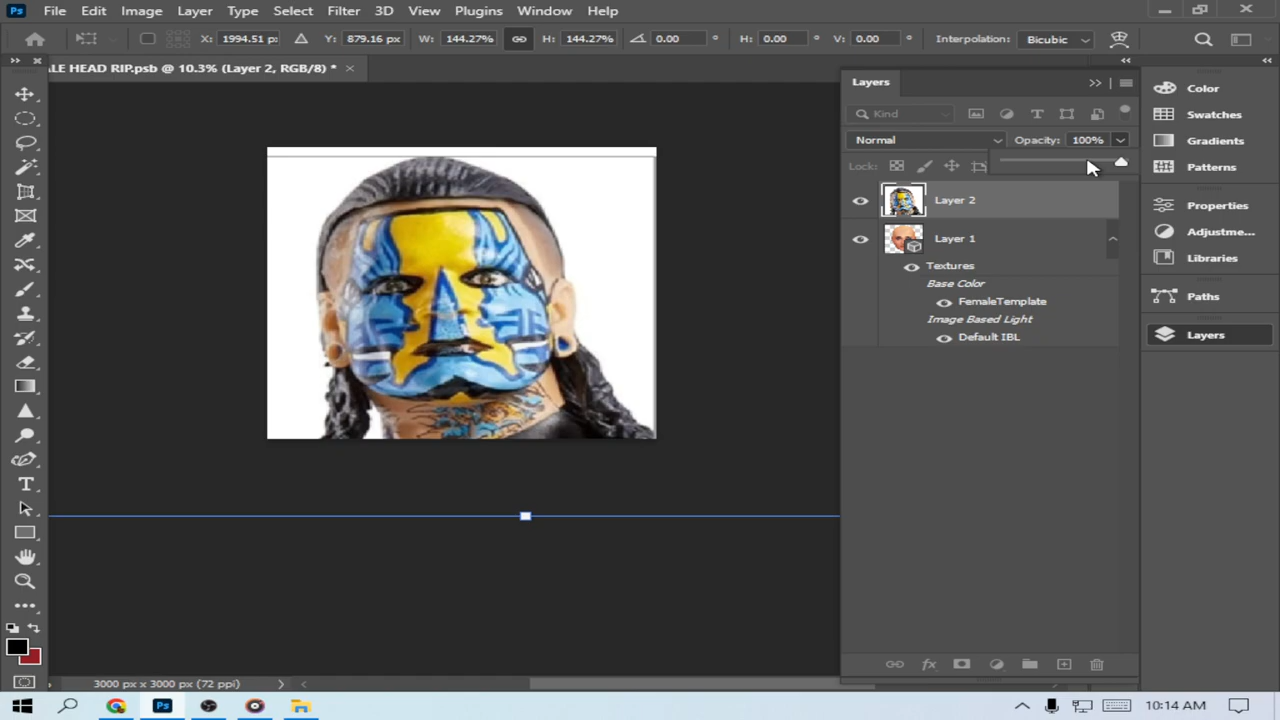 Ps File Edit Image Layer Type Select Filter 3D View Plugins Window Help
X: 1994.51 p: Y: 879.16 px W: 144.27% H: 144.27% 0.00 ° H: 0.00 ° V: 0.00 ° Interpolation: Bicubic
ALE HEAD RIP.psb @ 10.3% (Layer 2, RGB/8) * ×
Layers
Kind
Normal Opacity: 100%
Lock:
Layer 2
Layer 1
Textures
Base Color
FemaleTemplate
Image Based Light
Default IBL
Color
Swatches
Gradients
Patterns
Properties
Adjustme...
Libraries
Paths
Layers
3000 px x 3000 px (72 ppi)
Ps 10:14 AM